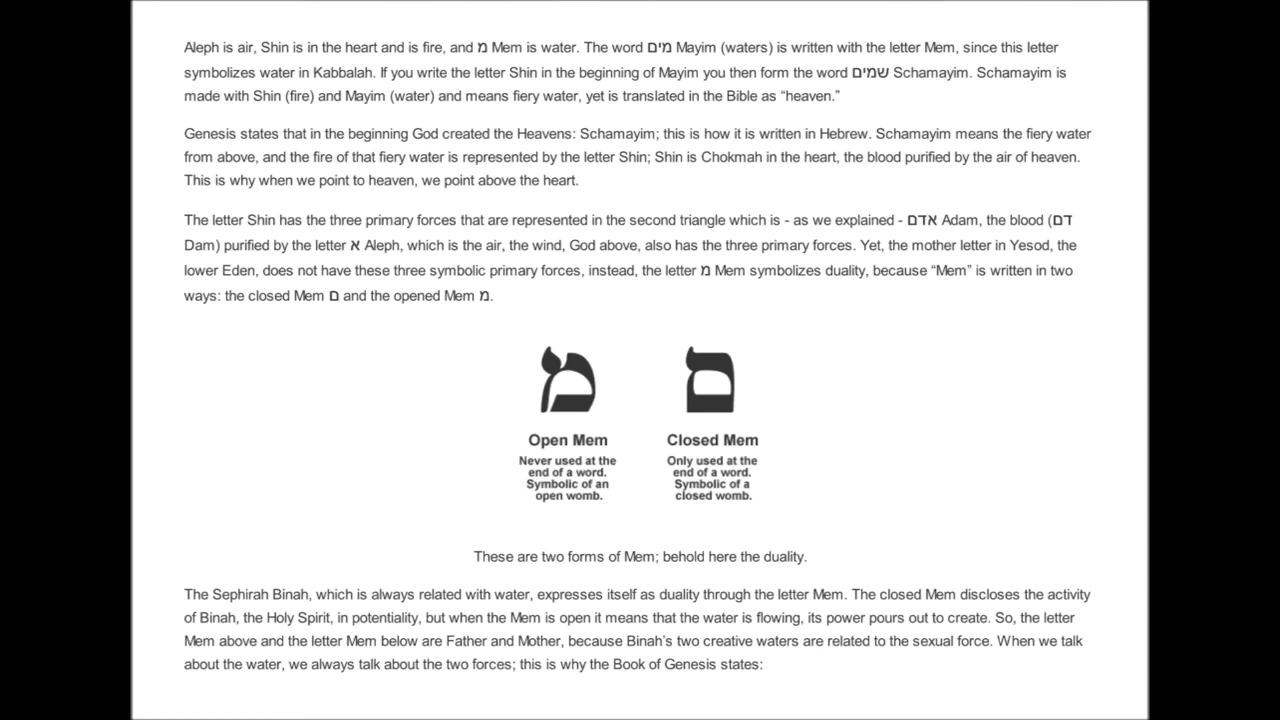 Aleph is air, Shin is in the heart and is fire, and מ Mem is water. The word מים Mayim (waters) is written with the letter Mem, since this letter
symbolizes water in Kabbalah. If you write the letter Shin in the beginning of Mayim you then form the word שמים Schamayim. Schamayim is
made with Shin (fire) and Mayim (water) and means fiery water, yet is translated in the Bible as “heaven.”
Genesis states that in the beginning God created the Heavens: Schamayim; this is how it is written in Hebrew. Schamayim means the fiery water
from above, and the fire of that fiery water is represented by the letter Shin; Shin is Chokmah in the heart, the blood purified by the air of heaven.
This is why when we point to heaven, we point above the heart.
The letter Shin has the three primary forces that are represented in the second triangle which is - as we explained - אדם Adam, the blood (דם
Dam) purified by the letter א Aleph, which is the air, the wind, God above, also has the three primary forces. Yet, the mother letter in Yesod, the
lower Eden, does not have these three symbolic primary forces, instead, the letter מ Mem symbolizes duality, because “Mem” is written in two
ways: the closed Mem ם and the opened Mem מ.
מ ם
Open Mem
Never used at the
end of a word.
Symbolic of an
open womb.
Closed Mem
Only used at the
end of a word.
Symbolic of a
closed womb.
These are two forms of Mem; behold here the duality.
The Sephirah Binah, which is always related with water, expresses itself as duality through the letter Mem. The closed Mem discloses the activity
of Binah, the Holy Spirit, in potentiality, but when the Mem is open it means that the water is flowing, its power pours out to create. So, the letter
Mem above and the letter Mem below are Father and Mother, because Binah’s two creative waters are related to the sexual force. When we talk
about the water, we always talk about the two forces; this is why the Book of Genesis states: